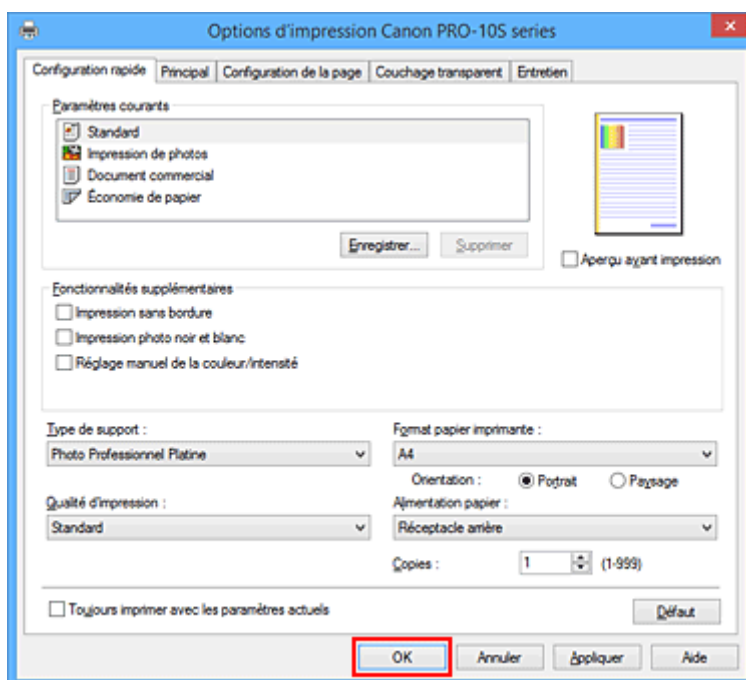 Options d'impression Canon PRO-10S series
Configuration rapide Principal Configuration de la page Couchage transparent Entretien
Paramètres courants
Standard
Impression de photos
Document commercial
Économie de papier
Enregistrer... Supprimer
Aperçu avant impression
Fonctionnalités supplémentaires
Impression sans bordure
Impression photo noir et blanc
Réglage manuel de la couleur/intensité
Type de support : Format papier imprimante :
Photo Professionnel Platine A4
Orientation : Portrait Paysage
Qualité d'impression : Alimentation papier :
Standard Réceptacle arrière
Copies : 1 (1-999)
Toujours imprimer avec les paramètres actuels Défaut
OK Annuler Appliquer Aide